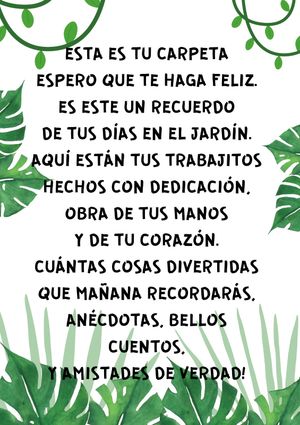 ESTA ES TU CARPETA
ESPERO QUE TE HAGA FELIZ.
ES ESTE UN RECUERDO
DE TUS DÍAS EN EL JARDÍN.
AQUÍ ESTÁN TUS TRABAJITOS
HECHOS CON DEDICACIÓN,
OBRA DE TUS MANOS
Y DE TU CORAZÓN.
CUÁNTAS COSAS DIVERTIDAS
QUE MAÑANA RECORDARÁS,
ANÉCDOTAS, BELLOS
CUENTOS,
Y AMISTADES DE VERDAD!